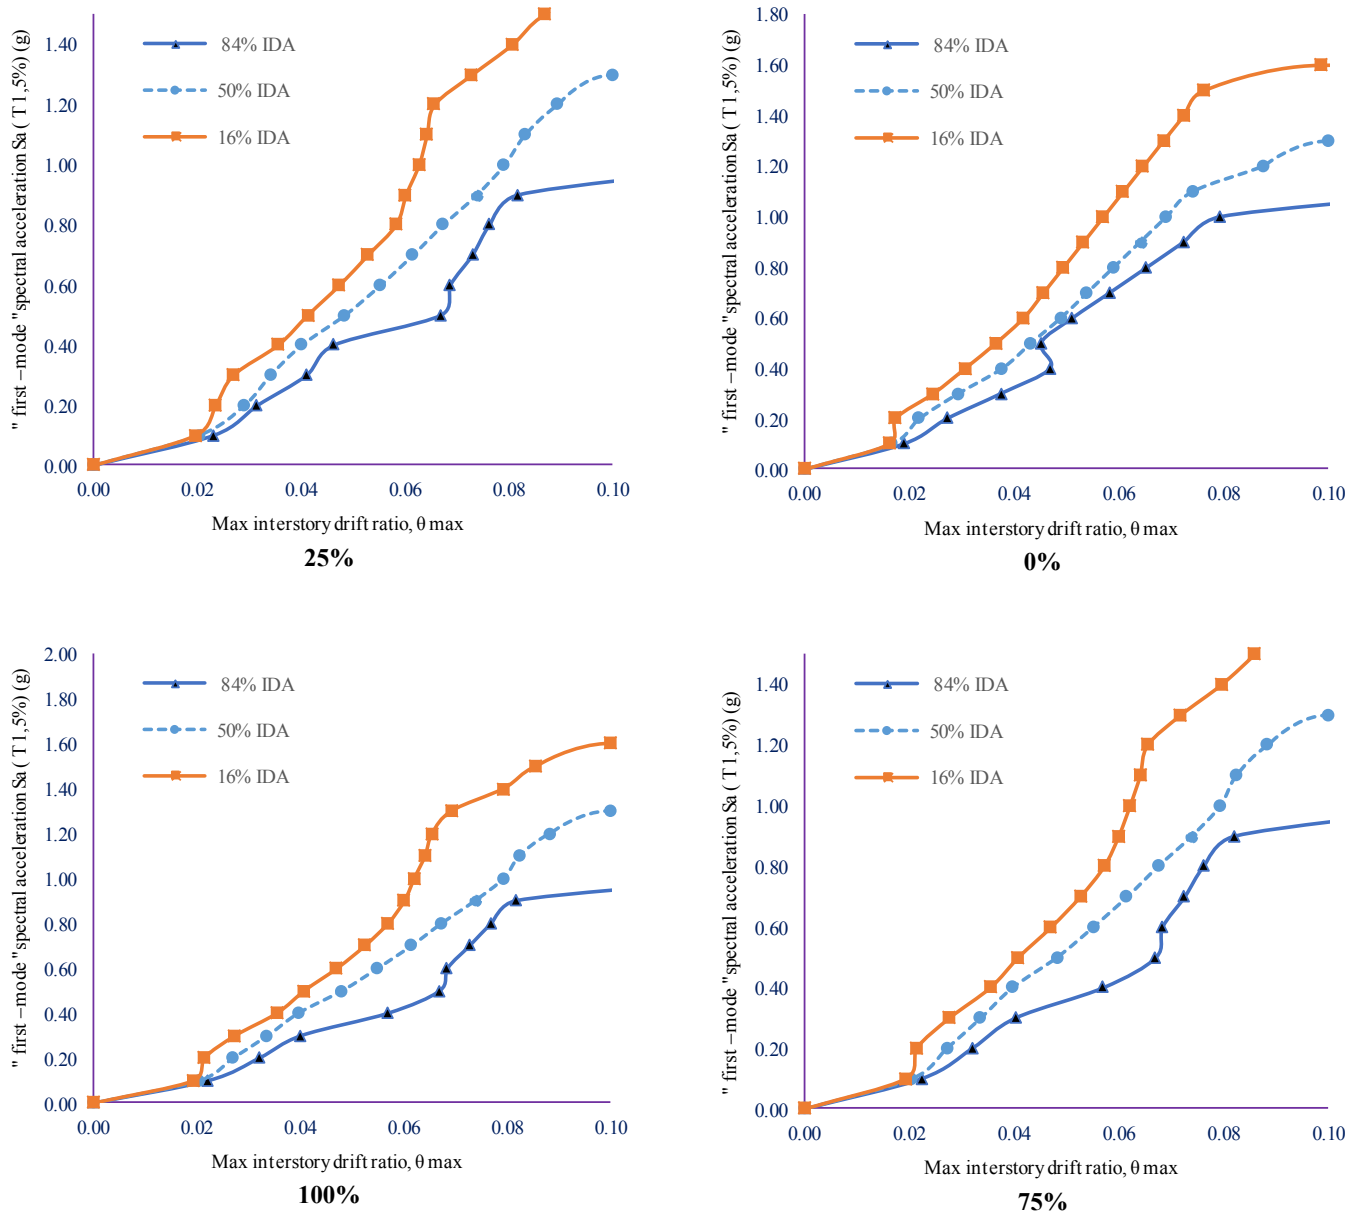 " first –mode "spectral acceleration Sa ( T1,5%) (g)
1.40
1.20
1.00
0.80
0.60
0.40
0.20
0.00
84% IDA
50% IDA
16% IDA
0.00 0.02 0.04 0.06 0.08 0.10
Max interstory drift ratio, θ max
25%
" first –mode "spectral acceleration Sa ( T1,5%) (g)
1.80
1.60
1.40
1.20
1.00
0.80
0.60
0.40
0.20
0.00
84% IDA
50% IDA
16% IDA
0.00 0.02 0.04 0.06 0.08 0.10
Max interstory drift ratio, θ max
0%
" first –mode "spectral acceleration Sa ( T1,5%) (g)
2.00
1.80
1.60
1.40
1.20
1.00
0.80
0.60
0.40
0.20
0.00
84% IDA
50% IDA
16% IDA
0.00 0.02 0.04 0.06 0.08 0.10
Max interstory drift ratio, θ max
100%
" first –mode "spectral acceleration Sa ( T1,5%) (g)
1.40
1.20
1.00
0.80
0.60
0.40
0.20
0.00
84% IDA
50% IDA
16% IDA
0.00 0.02 0.04 0.06 0.08 0.10
Max interstory drift ratio, θ max
75%